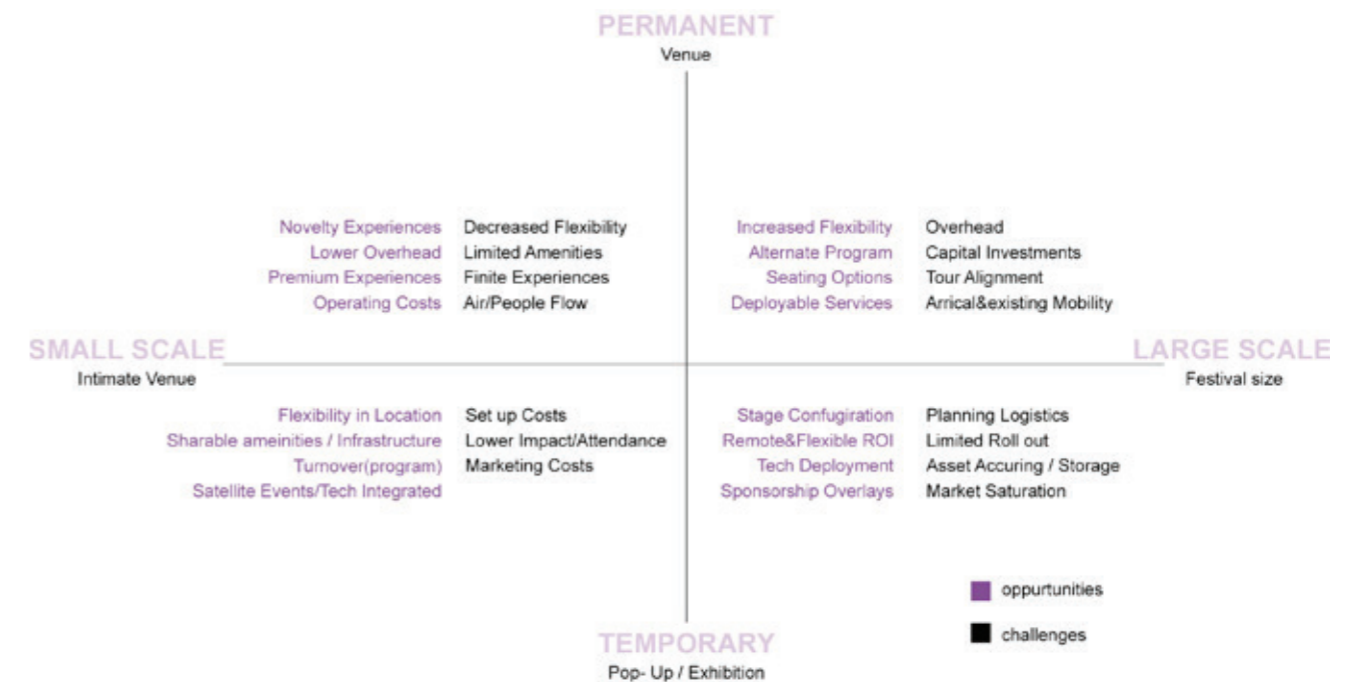 PERMANENT
Venue
Novelty Experiences Decreased Flexibility
Lower Overhead Limited Amenities
Premium Experiences Finite Experiences
Operating Costs Air/People Flow
Increased Flexibility Overhead
Alternate Program Capital Investments
Seating Options Tour Alignment
Deployable Services Arrical&existing Mobility
SMALL SCALE
Intimate Venue
LARGE SCALE
Festival size
Flexibility in Location Set up Costs
Sharable ameinities / Infrastructure Lower Impact/Attendance
Turnover(program) Marketing Costs
Satellite Events/Tech Integrated
Stage Confugiration Planning Logistics
Remote&Flexible ROI Limited Roll out
Tech Deployment Asset Accuring / Storage
Sponsorship Overlays Market Saturation
oppurtunities
challenges
TEMPORARY
Pop- Up / Exhibition